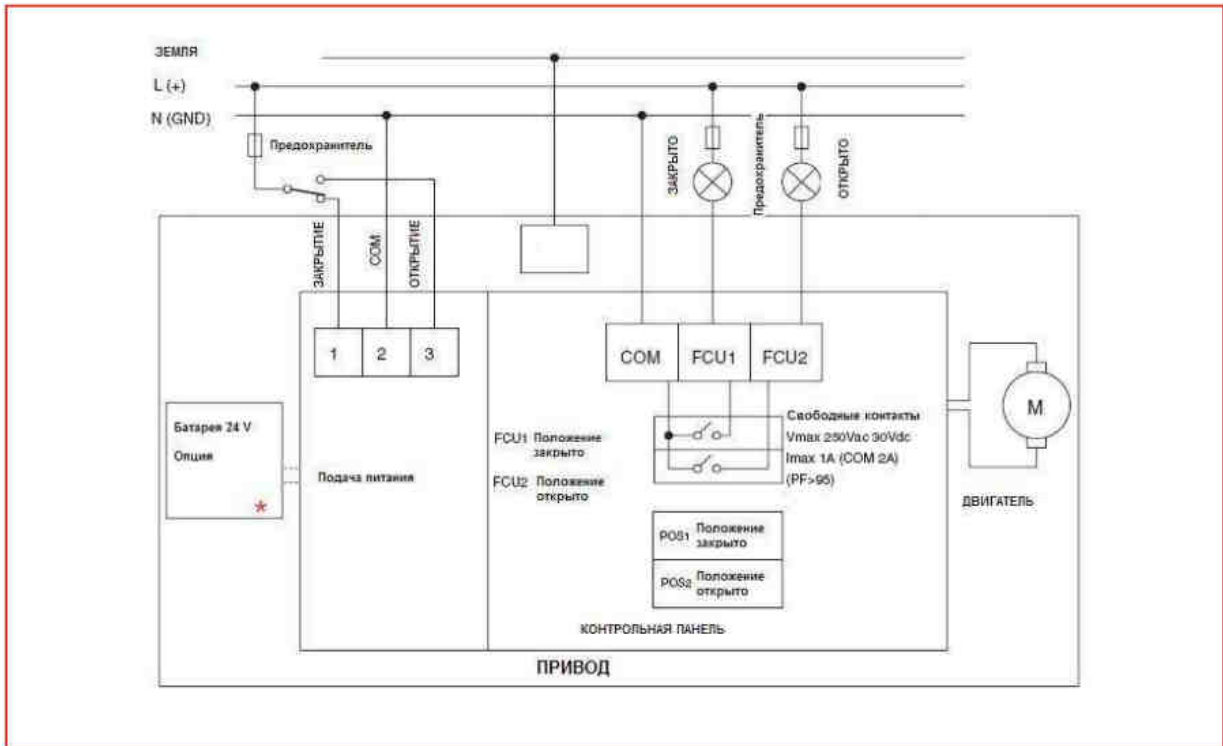 ЗЕМЛЯ
L (+)
N (GND)
Предохранитель
ЗАКРЫТО
Предохранитель
ОТКРЫТО
ЗАКРЫТИЕ
COM
ОТКРЫТИЕ
1
2
3
COM
FCU1
FCU2
Батарея 24 V
Опция
*
Подача питания
FCU1 Положение
закрыто
FCU2 Положение
открыто
Свободные контакты
Vmax 250Vac 30Vdc
Imax 1A (COM 2A)
(PF>95)
M
ДВИГАТЕЛЬ
POS1 Положение
закрыто
POS2 Положение
открыто
КОНТРОЛЬНАЯ ПАНЕЛЬ
ПРИВОД